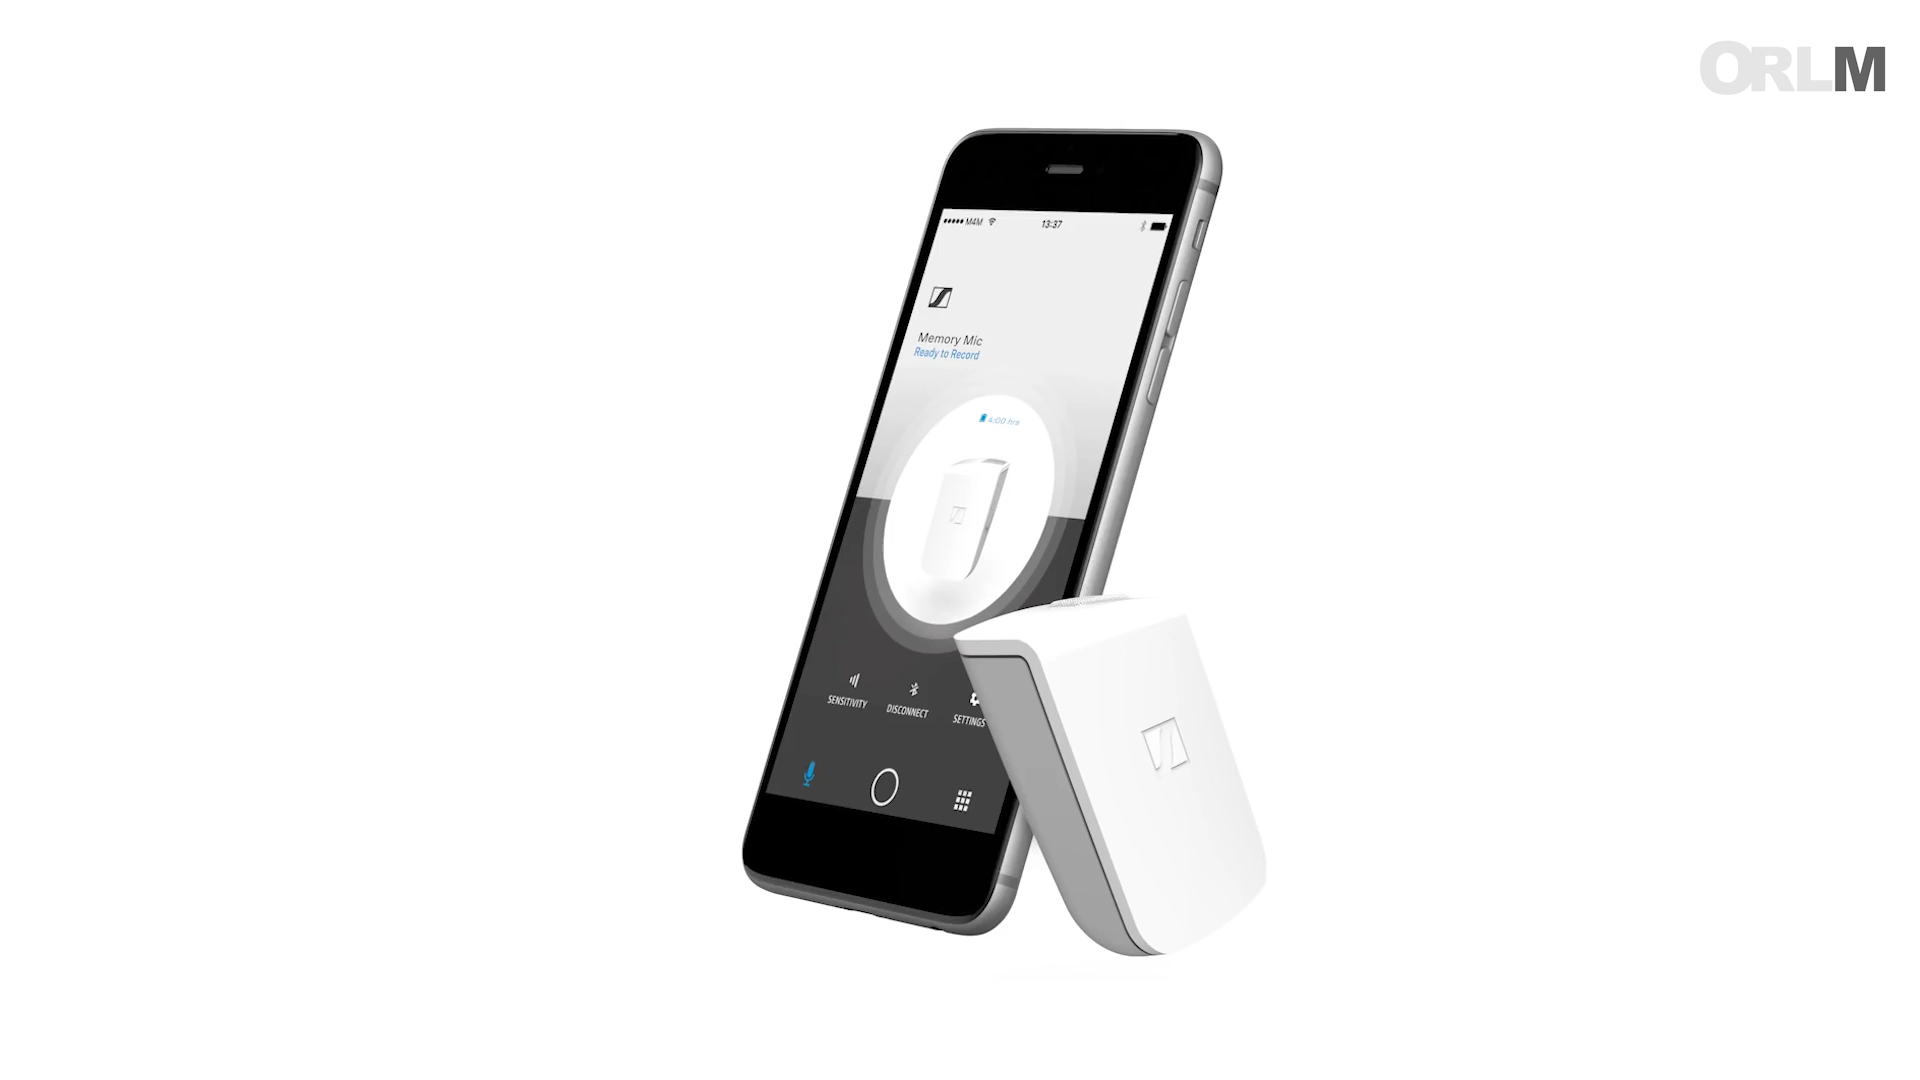 ORLM
M4M
13:37
Memory Mic
Ready to Record
4:00 hrs
SENSITIVITY
DISCONNECT
SETTINGS